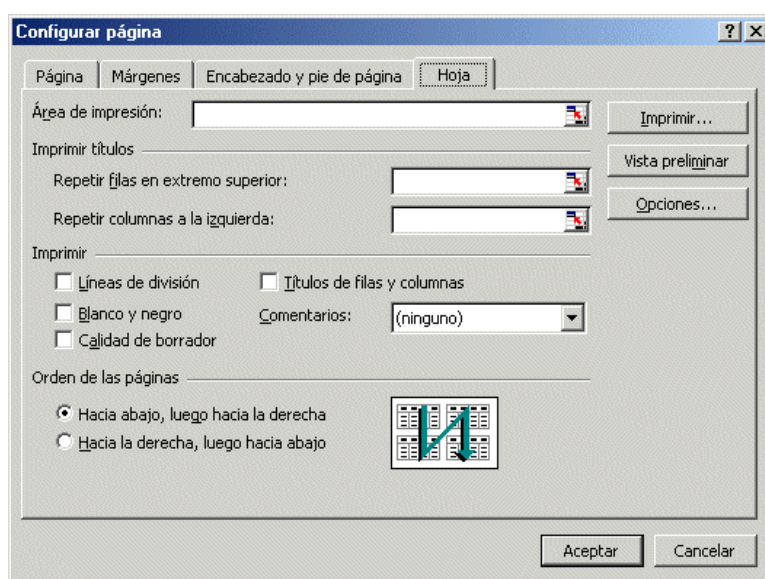 Configurar página
Página Márgenes Encabezado y pie de página Hoja
Área de impresión:
Imprimir...
Imprimir títulos
Vista preliminar
Repetir filas en extremo superior:
Opciones...
Repetir columnas a la izquierda:
Imprimir
Líneas de división Títulos de filas y columnas
Blanco y negro Comentarios: (ninguno)
Calidad de borrador
Orden de las páginas
Hacia abajo, luego hacia la derecha
Hacia la derecha, luego hacia abajo
Aceptar Cancelar